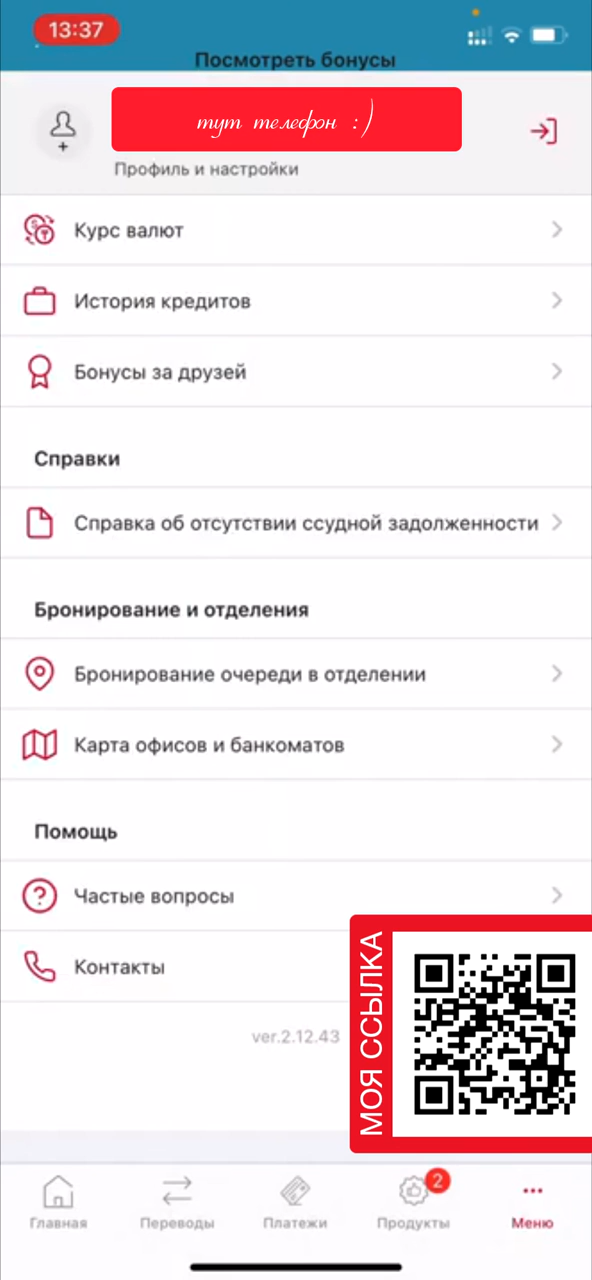 13:37
Посмотреть бонусы
тут телефон :)
Профиль и настройки
Курс валют
История кредитов
Бонусы за друзей
Справки
Справка об отсутствии ссудной задолженности
Бронирование и отделения
Бронирование очереди в отделении
Карта офисов и банкоматов
Помощь
Частые вопросы
Контакты
МОЯ ССЫЛКА
ver.2.12.43
2
Главная
Переводы
Платежи
Продукты
Меню